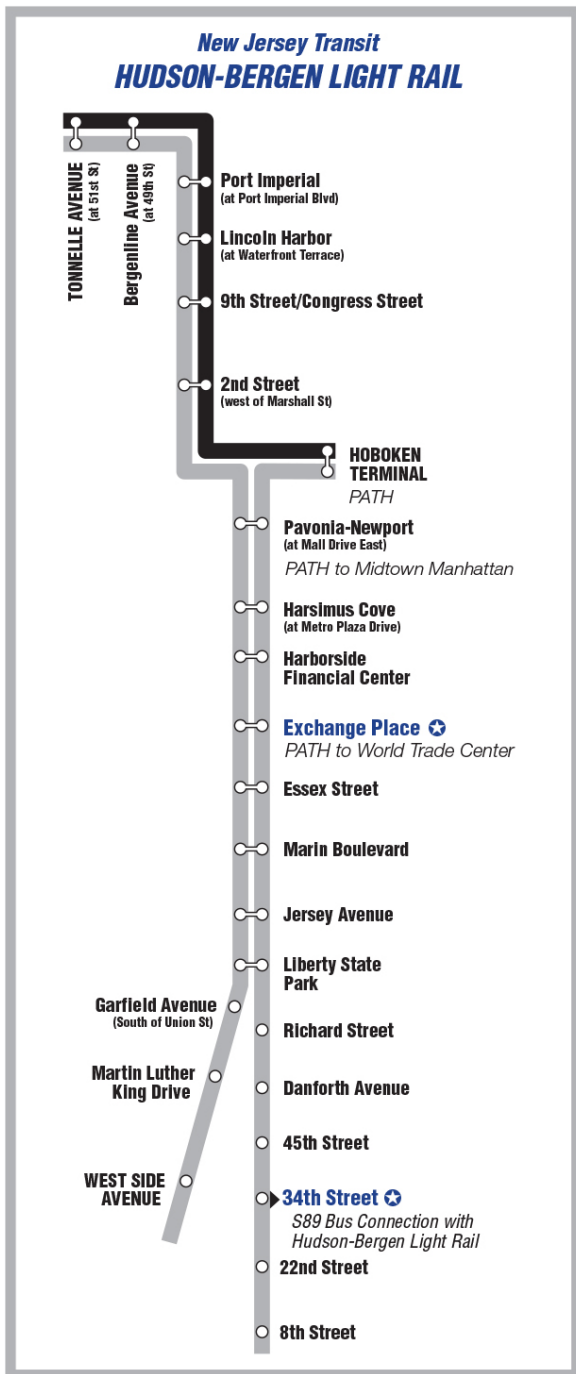 New Jersey Transit
HUDSON-BERGEN LIGHT RAIL
TONNELLE AVENUE
(at 51st St)
Bergenline Avenue
(at 49th St)
Port Imperial
(at Port Imperial Blvd)
Lincoln Harbor
(at Waterfront Terrace)
9th Street/Congress Street
2nd Street
(west of Marshall St)
HOBOKEN
TERMINAL
PATH
Pavonia-Newport
(at Mall Drive East)
PATH to Midtown Manhattan
Harsimus Cove
(at Metro Plaza Drive)
Harborside
Financial Center
Exchange Place
PATH to World Trade Center
Essex Street
Marin Boulevard
Jersey Avenue
Liberty State
Park
Garfield Avenue
(South of Union St)
Richard Street
Martin Luther
King Drive
Danforth Avenue
45th Street
WEST SIDE
AVENUE
34th Street
S89 Bus Connection with
Hudson-Bergen Light Rail
22nd Street
8th Street